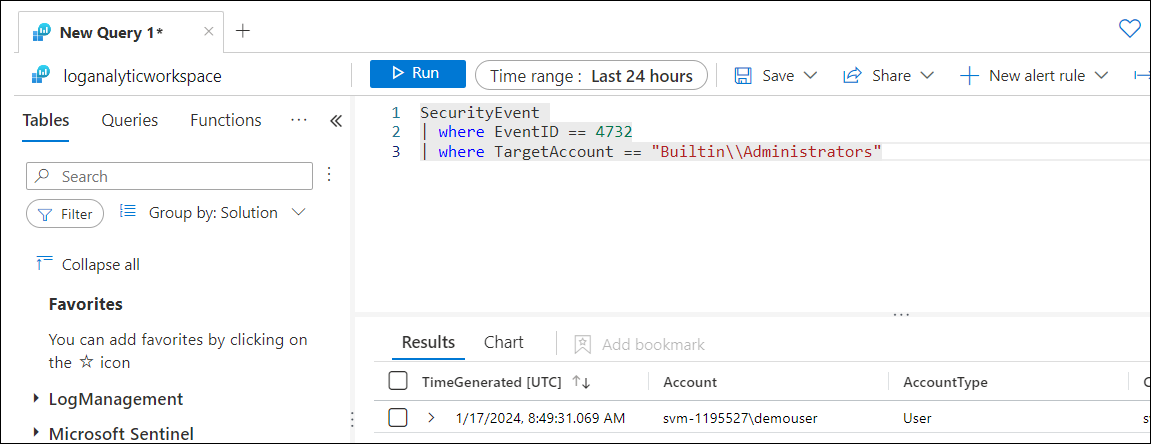 New Query 1*
loganalyticworkspace
Run
Time range : Last 24 hours
Save
Share
New alert rule
Tables
Queries
Functions
1 SecurityEvent
2 | where EventID == 4732
3 | where TargetAccount == "Builtin\\Administrators"
Search
Filter
Group by: Solution
Collapse all
Favorites
You can add favorites by clicking on
the ☆ icon
LogManagement
Microsoft Sentinel
Results
Chart
Add bookmark
TimeGenerated [UTC]
Account
AccountType
1/17/2024, 8:49:31.069 AM
svm-1195527\demouser
User